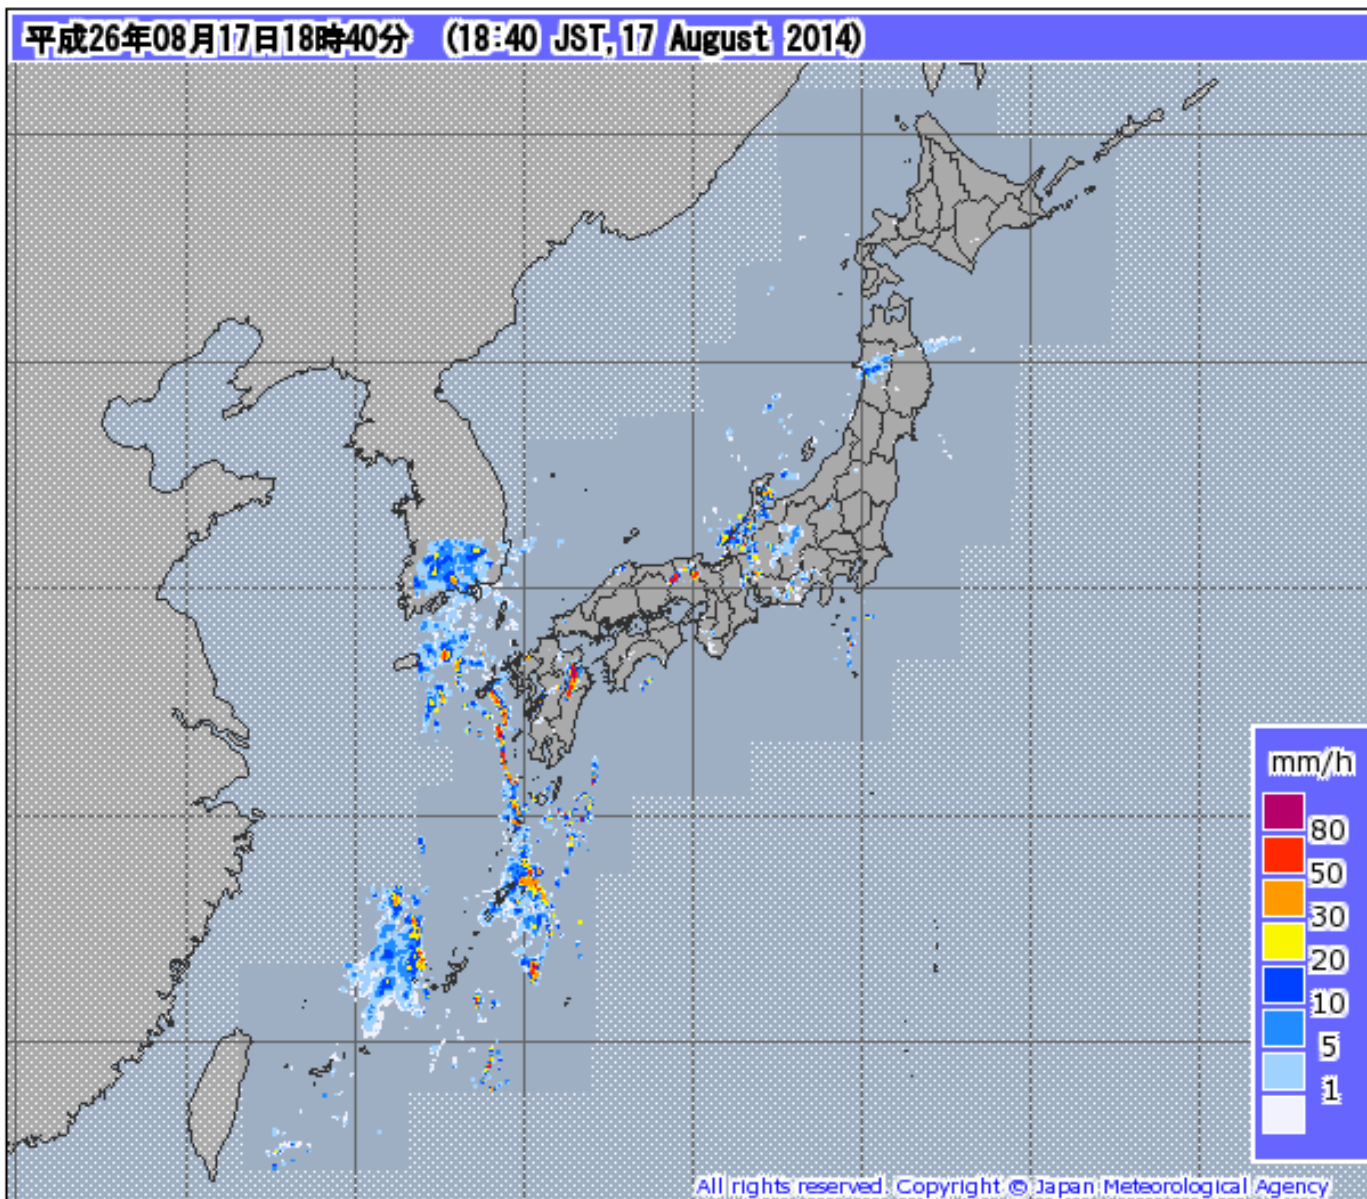 平成26年08月17日18時40分 (18:40 JST, 17 August 2014)
mm/h
80
50
30
20
10
5
1
All rights reserved. Copyright © Japan Meteorological Agency